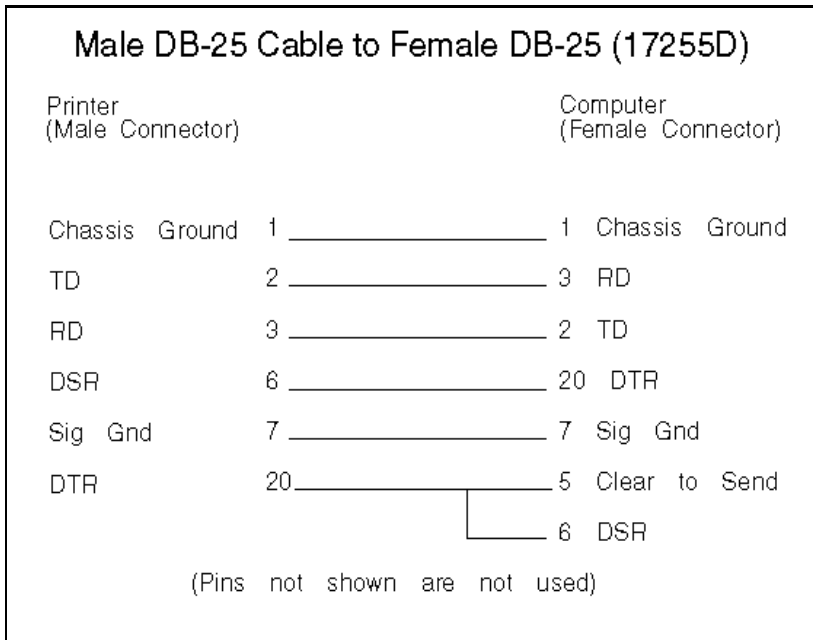 Male DB-25 Cable to Female DB-25 (17255D)
Printer
(Male Connector)
Computer
(Female Connector)
Chassis Ground 1 1 Chassis Ground
TD 2 3 RD
RD 3 2 TD
DSR 6 20 DTR
Sig Gnd 7 7 Sig Gnd
DTR 20 5 Clear to Send
6 DSR
(Pins not shown are not used)